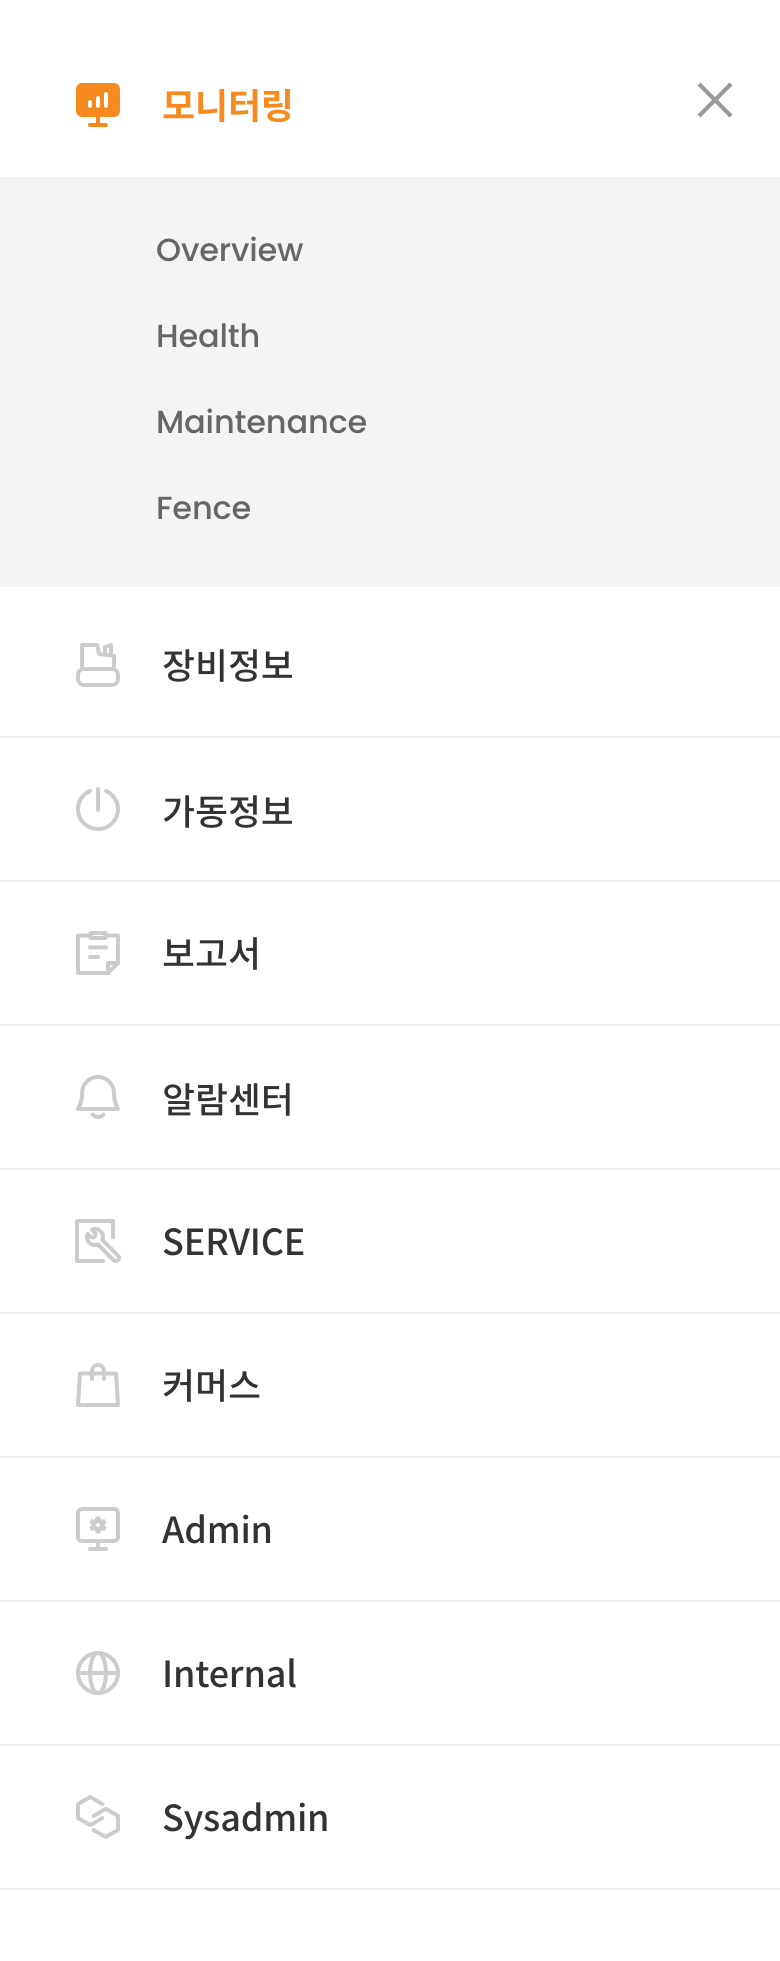 모니터링
Overview
Health
Maintenance
Fence
장비정보
가동정보
보고서
알람센터
SERVICE
커머스
Admin
Internal
Sysadmin